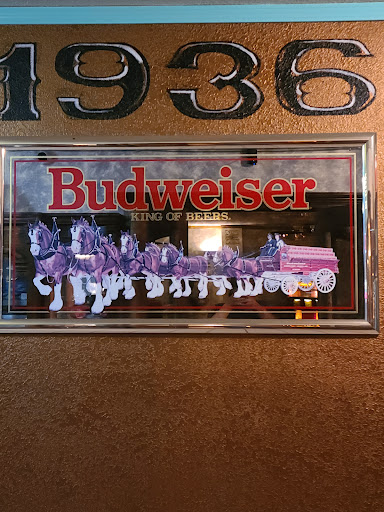 1936
Budweiser
KING OF BEERS.